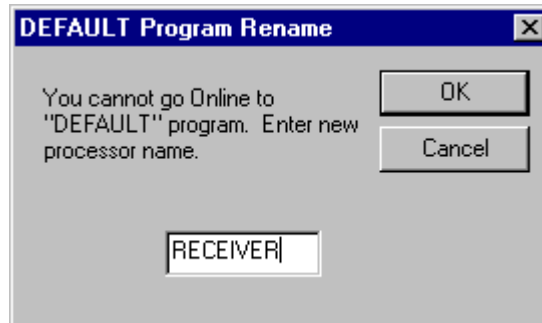 DEFAULT Program Rename
You cannot go Online to
"DEFAULT" program.  Enter new
processor name.
OK
Cancel
RECEIVER